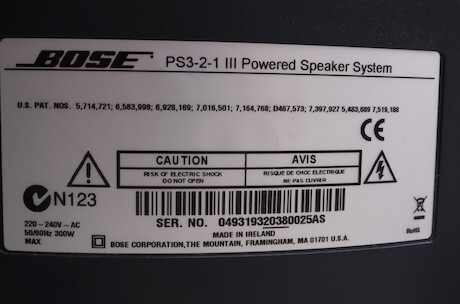 BOSE PS3-2-1 III Powered Speaker System
U.S. PAT. NOS. 5,714,721; 6,583,998; 6,928,169; 7,016,501; 7,164,768; D467,573; 7,397,927 5,483,689 7,519,188
CE
CAUTION AVIS
RISK OF ELECTRIC SHOCK RISQUE DE CHOC ELECTRIQUE
DO NOT OPEN NE PAS OUVRIR
N123
SER. NO. 049319320380025AS
220-240V~AC
50/60Hz 300W MADE IN IRELAND RoHS
MAX BOSE CORPORATION, THE MOUNTAIN, FRAMINGHAM, MA 01701 U.S.A.